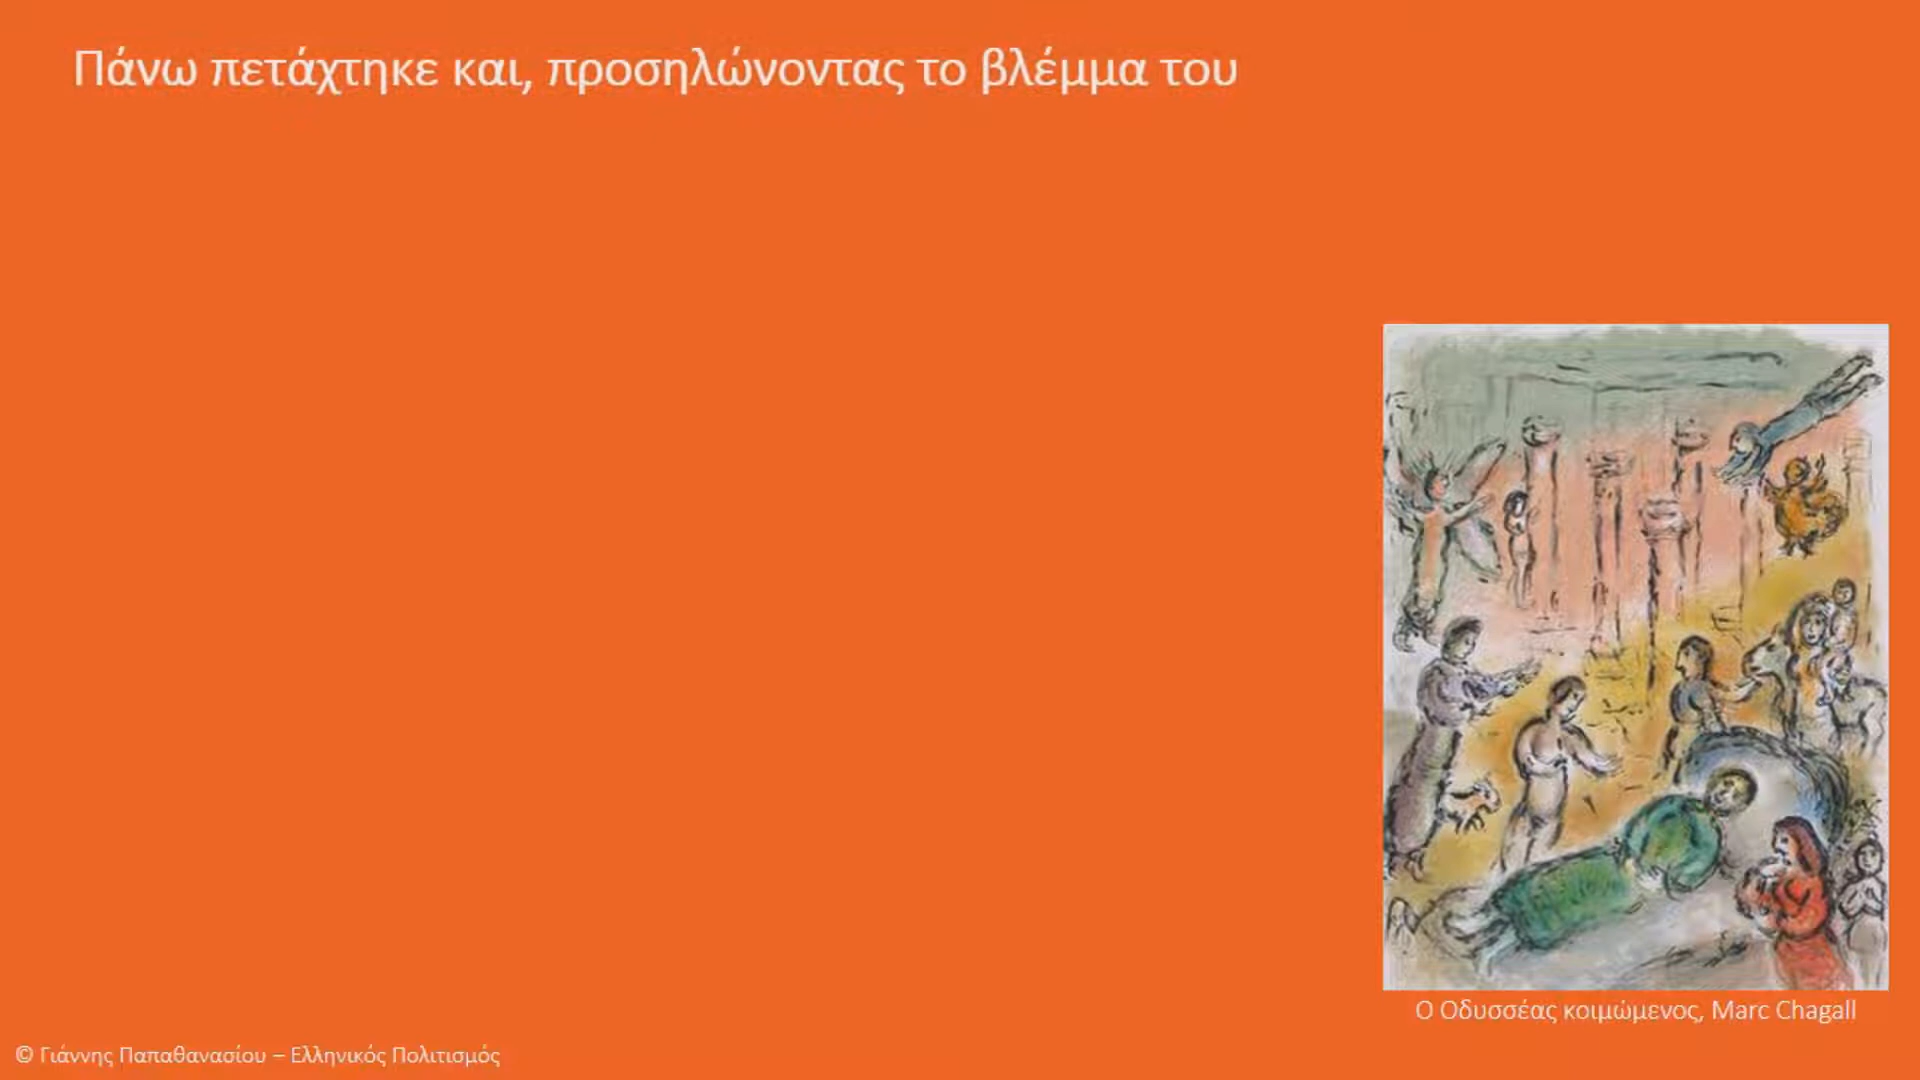 Πάνω πετάχτηκε και, προσηλώνοντας το βλέμμα του
Ο Οδυσσέας κοιμώμενος, Marc Chagall
© Γιάννης Παπαθανασίου – Ελληνικός Πολιτισμός